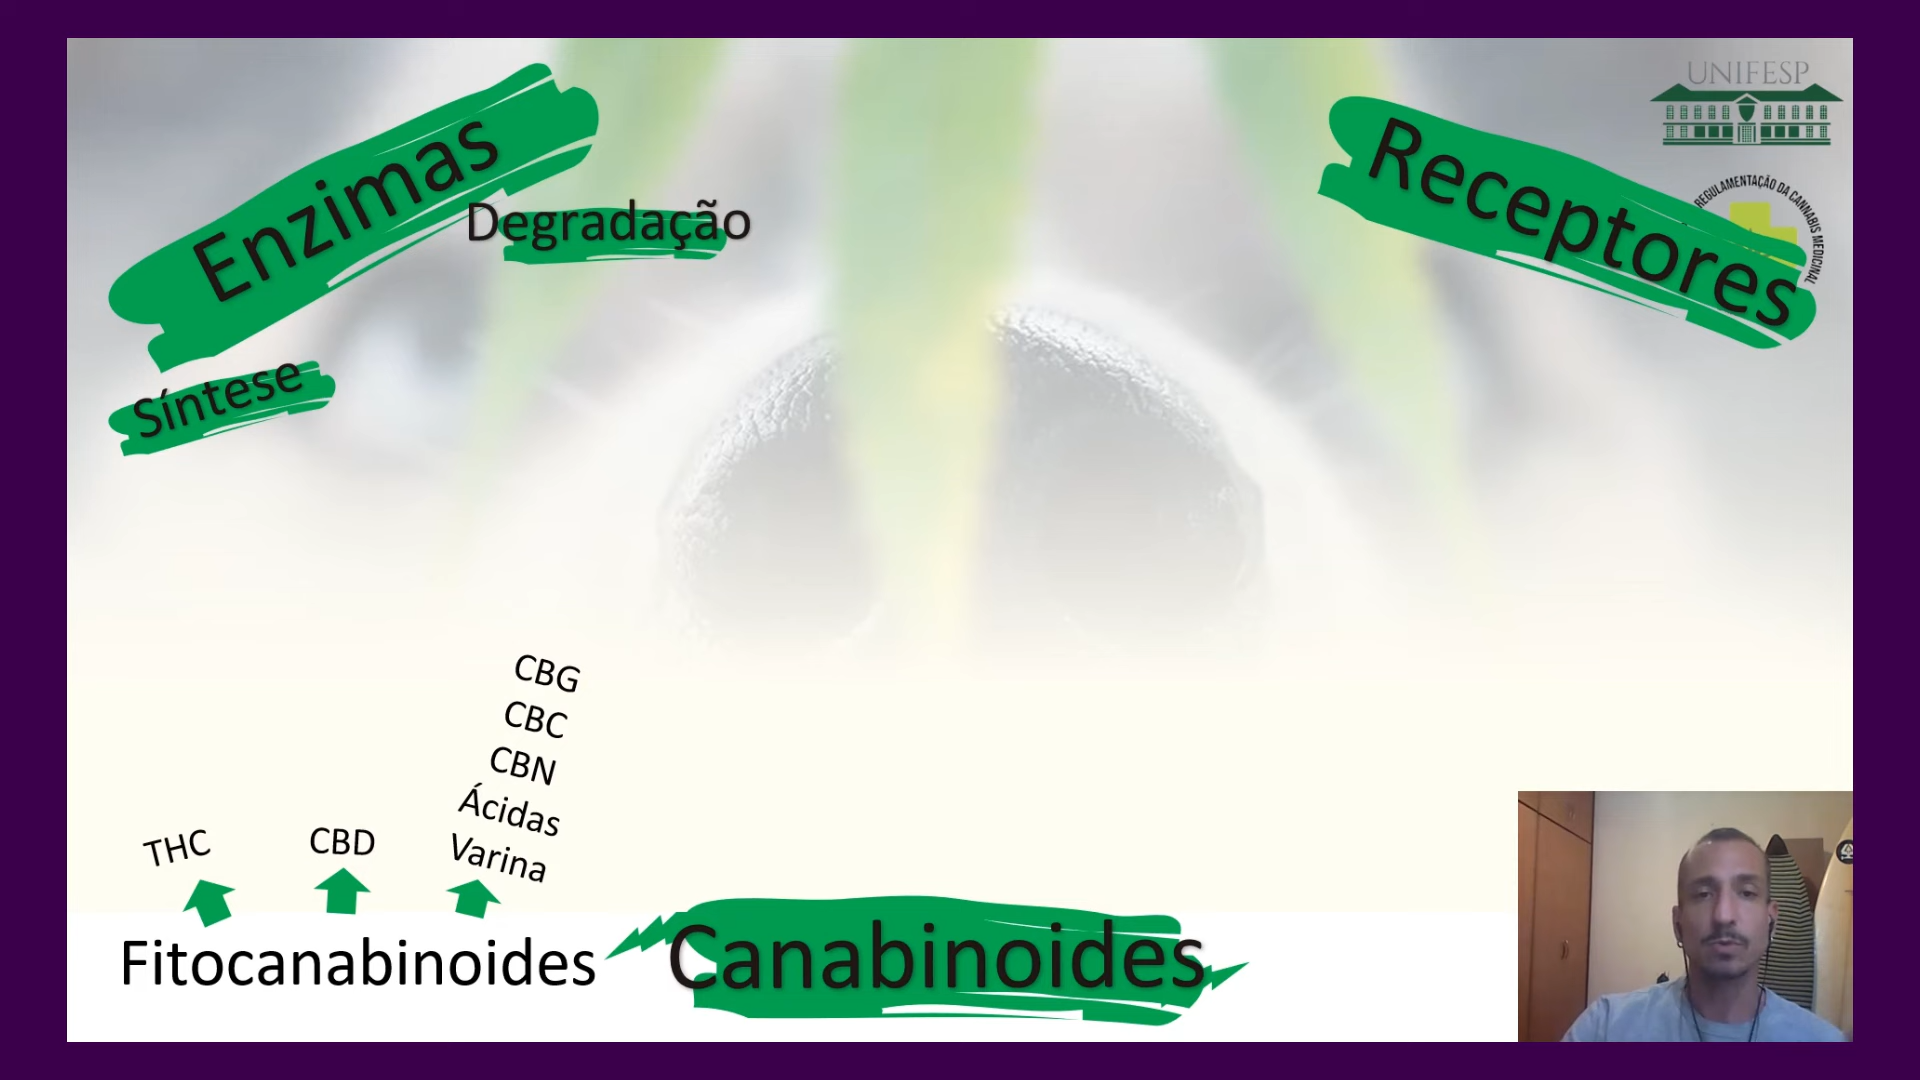 UNIFESP
Enzimas
Receptores
REGULAMENTAÇÃO DA CANNABIS MEDICINAL
Degradação
Síntese
CBG
CBC
CBN
Ácidas
Varina
THC
CBD
Fitocanabinoides
Canabinoides